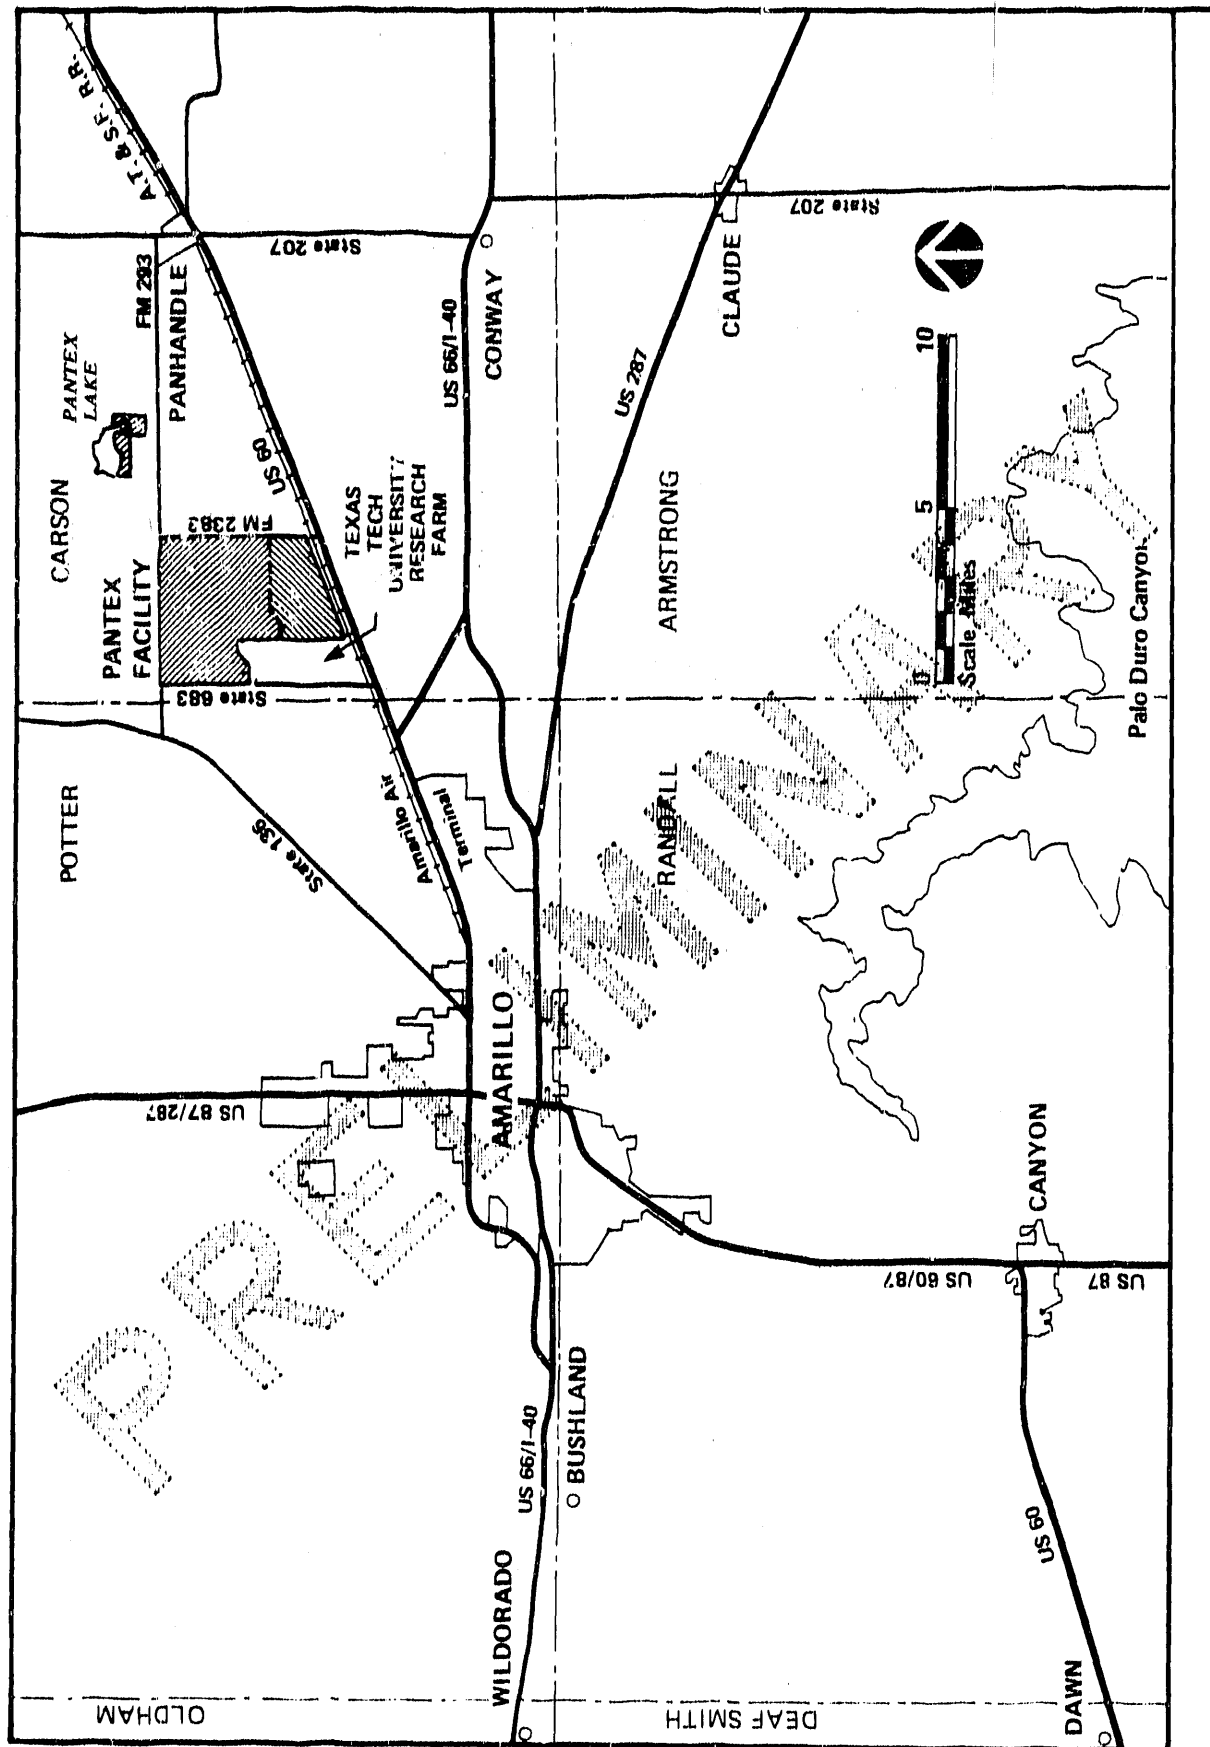 OLDHAM
POTTER
CARSON
PANTEX
LAKE
PANTEX
FACILITY
FM 293
PANHANDLE
A.T. & S.F. R.R.
State 136
State 683
FM 2383
US 60
State 207
TEXAS
TECH
UNIVERSITY
RESEARCH
FARM
US 87/287
Amarillo Air
Terminal
AMARILLO
US 66/I-40
CONWAY
WILDORADO
US 66/I-40
BUSHLAND
US 287
CLAUDE
State 207
DEAF SMITH
RANDALL
ARMSTRONG
0 5 10
Scale Miles
US 60/87
CANYON
US 87
US 60
DAWN
Palo Duro Canyon
PRELIMINARY